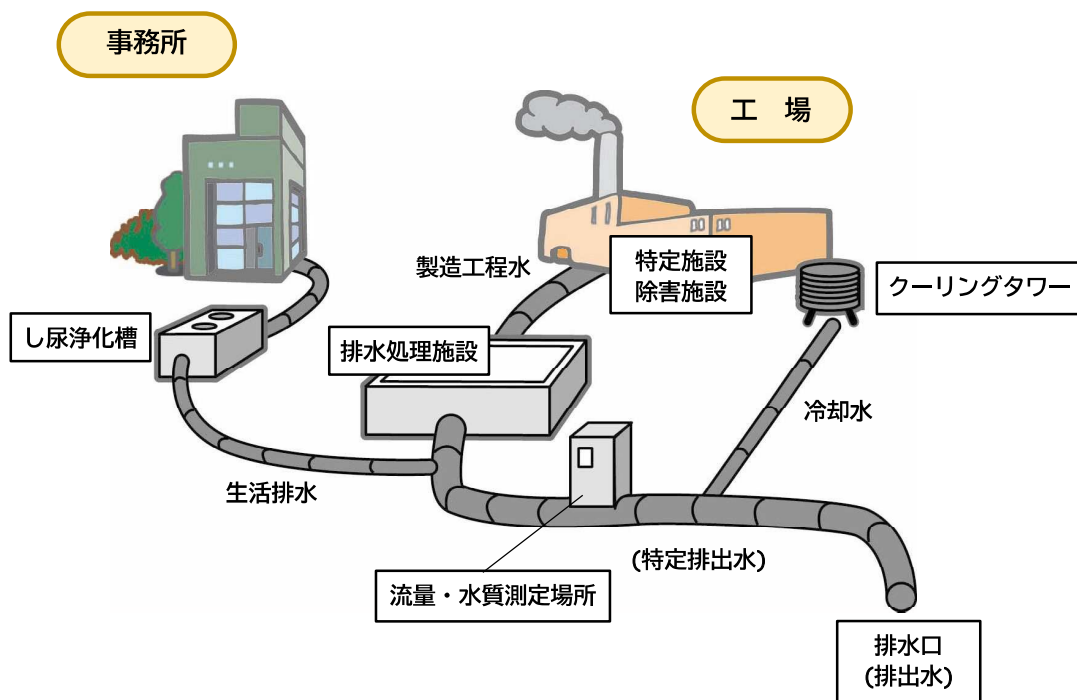 事務所
工　場
製造工程水
特定施設
除害施設
クーリングタワー
し尿浄化槽
排水処理施設
冷却水
生活排水
(特定排出水)
流量・水質測定場所
排水口
(排出水)